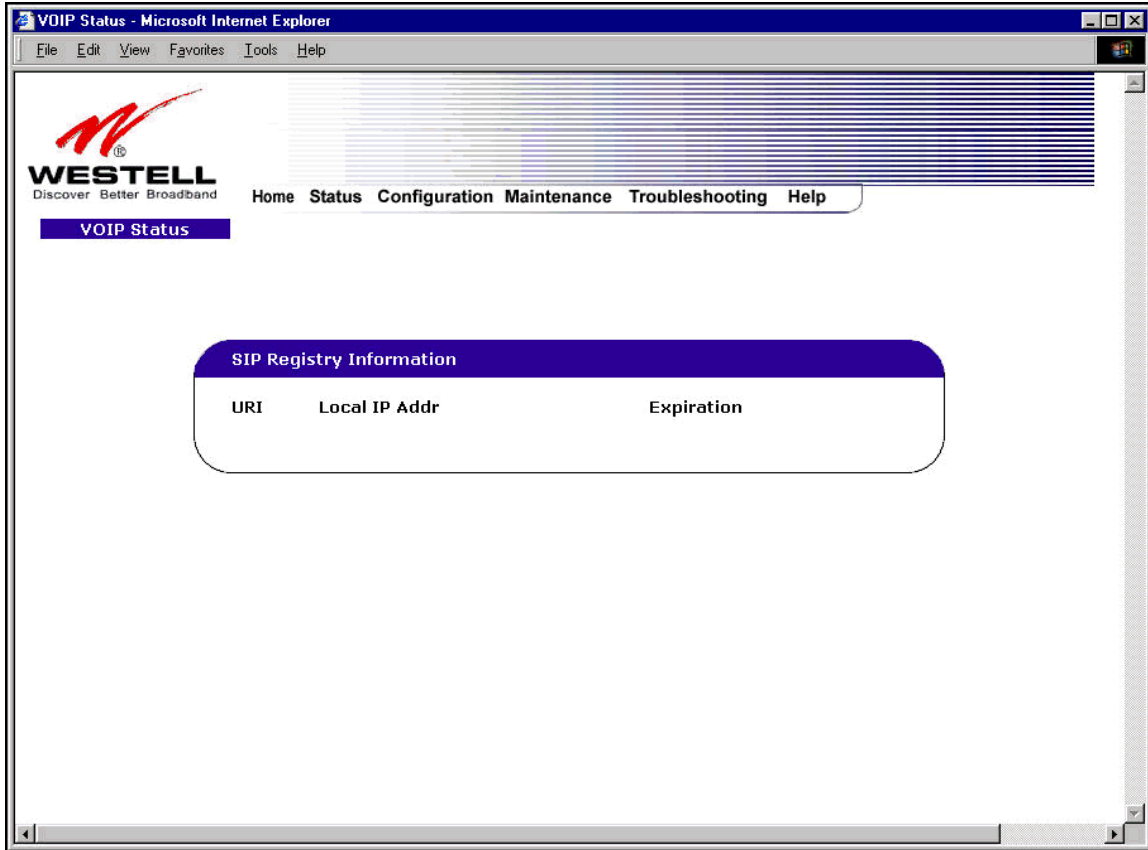 VOIP Status - Microsoft Internet Explorer
File Edit View Favorites Tools Help
®
WESTELL
Discover Better Broadband
Home Status Configuration Maintenance Troubleshooting Help
VOIP Status
SIP Registry Information
URI Local IP Addr Expiration